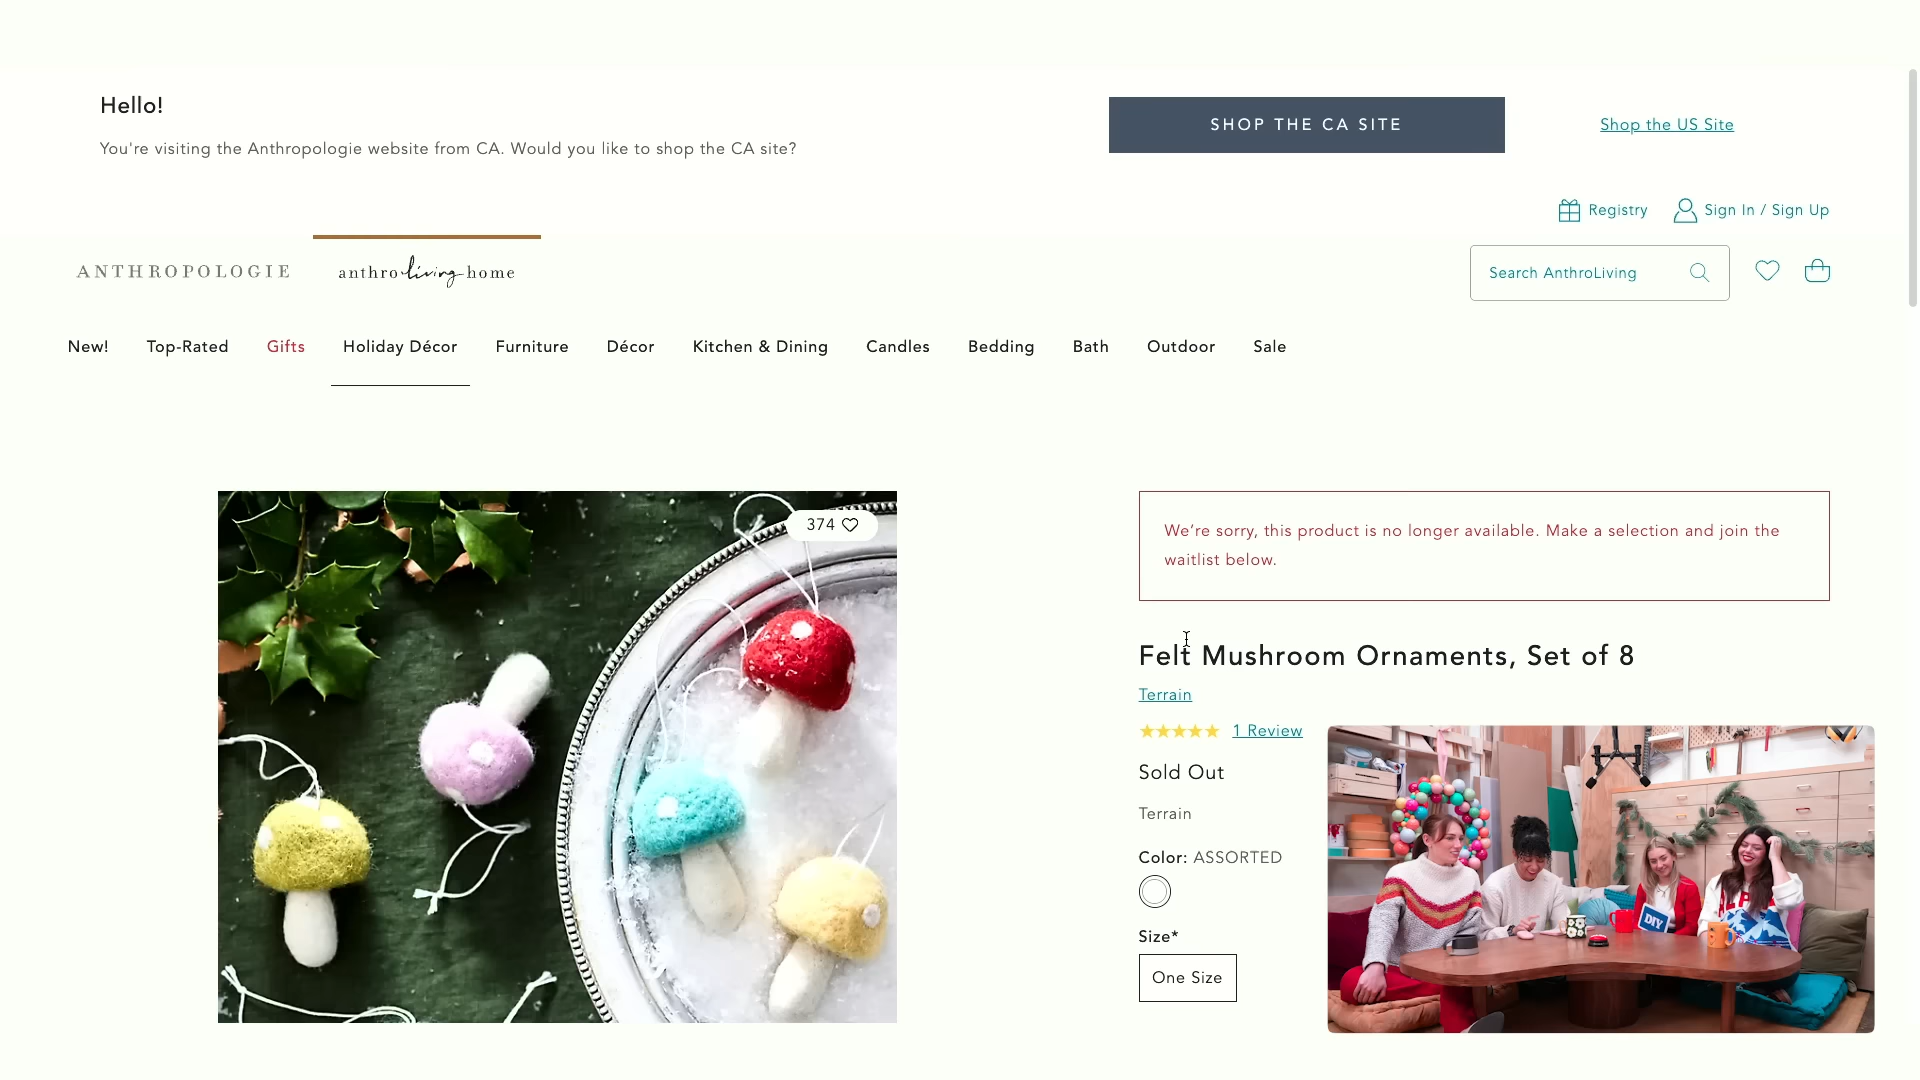 Hello!
You're visiting the Anthropologie website from CA. Would you like to shop the CA site?
SHOP THE CA SITE
Shop the US Site
Registry
Sign In / Sign Up
ANTHROPOLOGIE
anthroliving home
Search AnthroLiving
New!
Top-Rated
Gifts
Holiday Décor
Furniture
Décor
Kitchen & Dining
Candles
Bedding
Bath
Outdoor
Sale
374
We’re sorry, this product is no longer available. Make a selection and join the
waitlist below.
Felt Mushroom Ornaments, Set of 8
Terrain
1 Review
Sold Out
Terrain
Color: ASSORTED
Size*
One Size
DIY